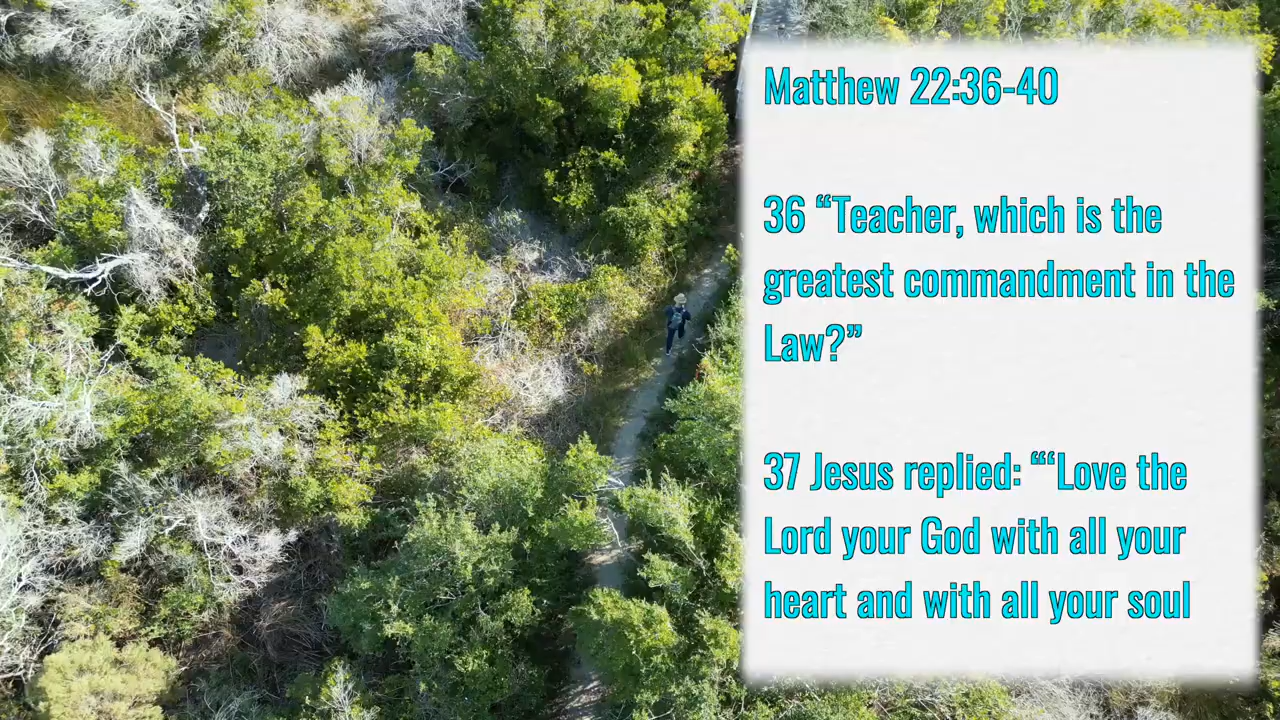 Matthew 22:36-40
36 “Teacher, which is the
greatest commandment in the
Law?”
37 Jesus replied: “‘Love the
Lord your God with all your
heart and with all your soul